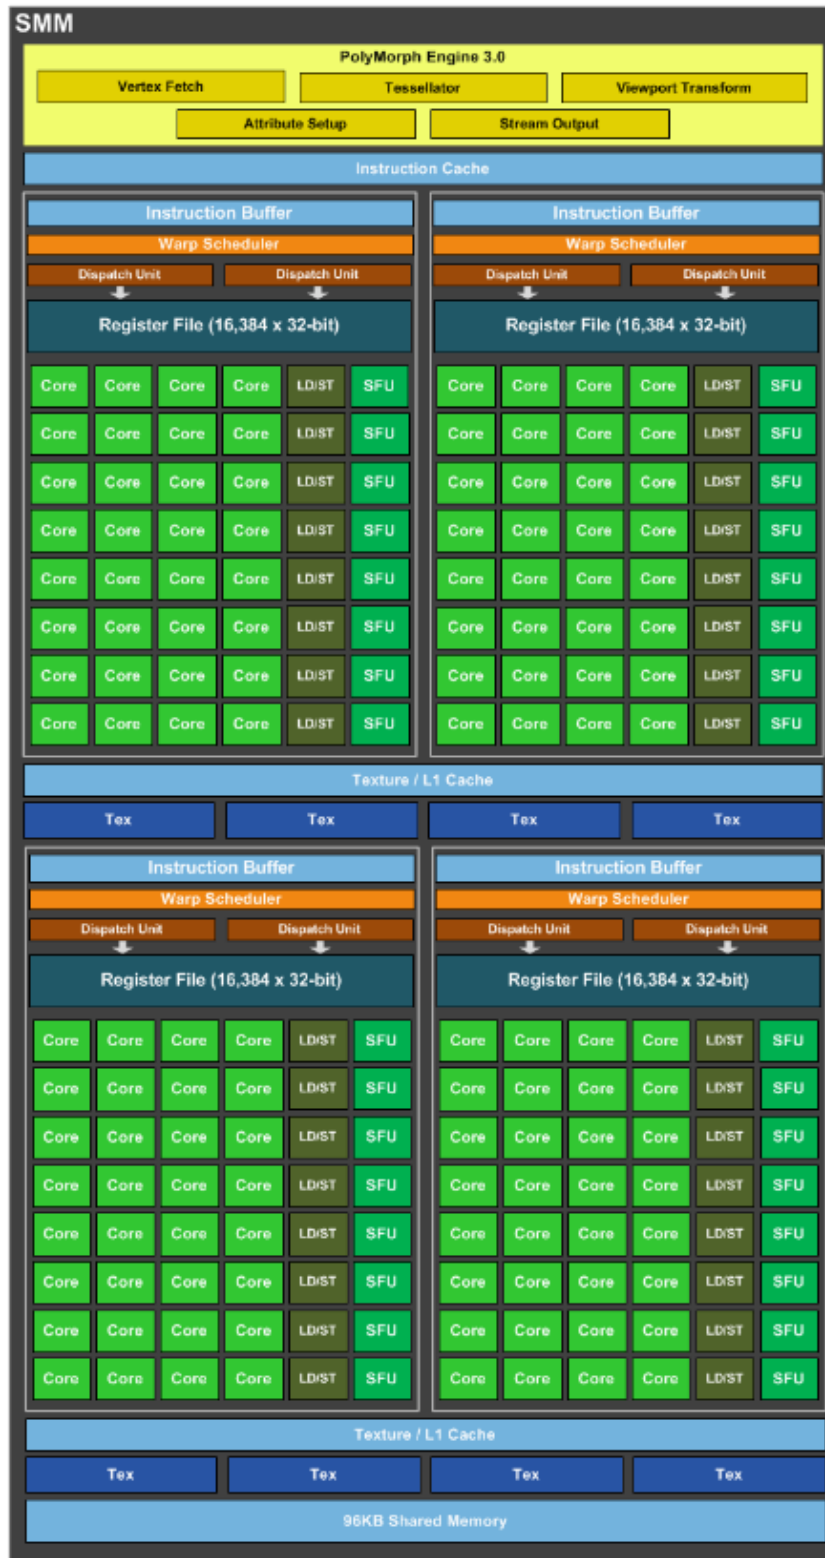 SMM
PolyMorph Engine 3.0
Vertex Fetch Tessellator Viewport Transform
Attribute Setup Stream Output
Instruction Cache
Instruction Buffer Instruction Buffer
Warp Scheduler Warp Scheduler
Dispatch Unit Dispatch Unit Dispatch Unit Dispatch Unit
Register File (16,384 x 32-bit) Register File (16,384 x 32-bit)
Core Core Core Core LD/ST SFU Core Core Core Core LD/ST SFU
Core Core Core Core LD/ST SFU Core Core Core Core LD/ST SFU
Core Core Core Core LD/ST SFU Core Core Core Core LD/ST SFU
Core Core Core Core LD/ST SFU Core Core Core Core LD/ST SFU
Core Core Core Core LD/ST SFU Core Core Core Core LD/ST SFU
Core Core Core Core LD/ST SFU Core Core Core Core LD/ST SFU
Core Core Core Core LD/ST SFU Core Core Core Core LD/ST SFU
Core Core Core Core LD/ST SFU Core Core Core Core LD/ST SFU
Texture / L1 Cache
Tex Tex Tex Tex
Instruction Buffer Instruction Buffer
Warp Scheduler Warp Scheduler
Dispatch Unit Dispatch Unit Dispatch Unit Dispatch Unit
Register File (16,384 x 32-bit) Register File (16,384 x 32-bit)
Core Core Core Core LD/ST SFU Core Core Core Core LD/ST SFU
Core Core Core Core LD/ST SFU Core Core Core Core LD/ST SFU
Core Core Core Core LD/ST SFU Core Core Core Core LD/ST SFU
Core Core Core Core LD/ST SFU Core Core Core Core LD/ST SFU
Core Core Core Core LD/ST SFU Core Core Core Core LD/ST SFU
Core Core Core Core LD/ST SFU Core Core Core Core LD/ST SFU
Core Core Core Core LD/ST SFU Core Core Core Core LD/ST SFU
Core Core Core Core LD/ST SFU Core Core Core Core LD/ST SFU
Texture / L1 Cache
Tex Tex Tex Tex
96KB Shared Memory